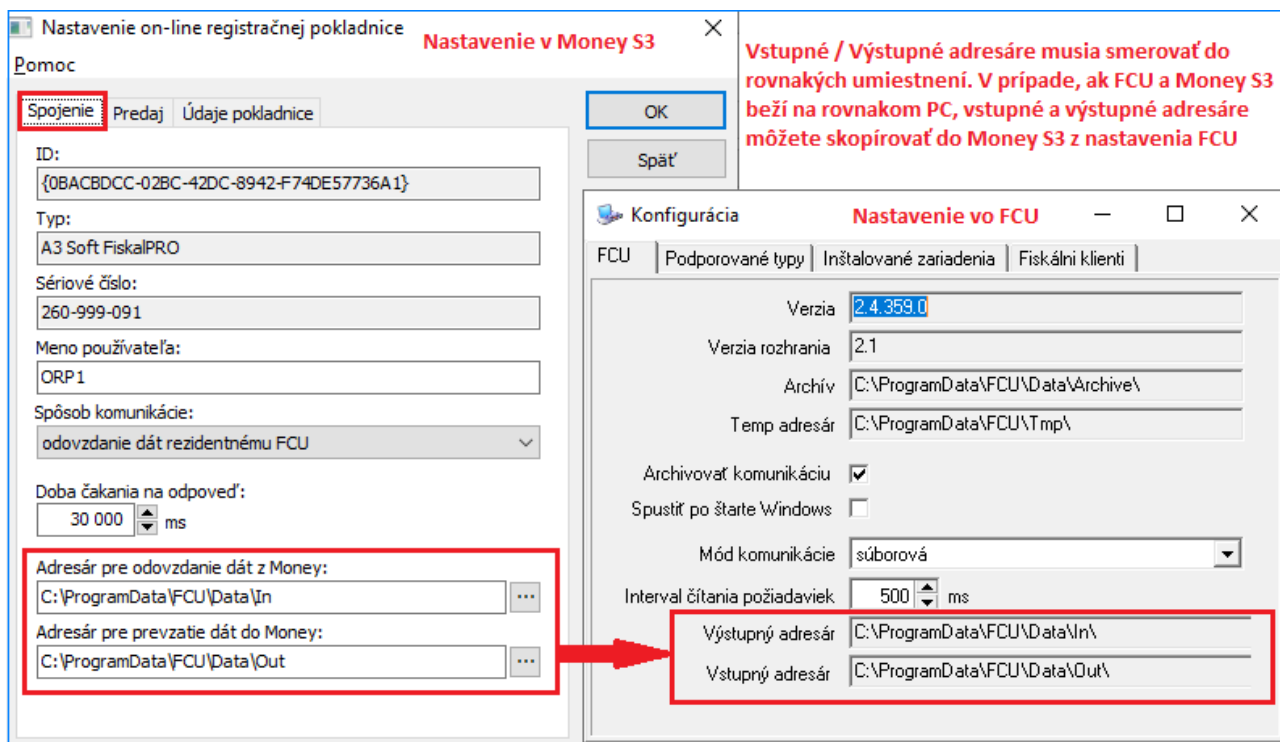 Nastavenie on-line registračnej pokladnice
Nastavenie v Money S3
Pomoc
Spojenie
Predaj
Údaje pokladnice
OK
Späť
ID:
{0BACBDCC-02BC-42DC-8942-F74DE57736A1}
Typ:
A3 Soft FiskalPRO
Sériové číslo:
260-999-091
Meno používateľa:
ORP1
Spôsob komunikácie:
odovzdanie dát rezidentnému FCU
Doba čakania na odpoveď:
30 000 ms
Adresár pre odovzdanie dát z Money:
C:\ProgramData\FCU\Data\In
...
Adresár pre prevzatie dát do Money:
C:\ProgramData\FCU\Data\Out
...
Vstupné / Výstupné adresáre musia smerovať do
rovnakých umiestnení. V prípade, ak FCU a Money S3
beží na rovnakom PC, vstupné a výstupné adresáre
môžete skopírovať do Money S3 z nastavenia FCU
Konfigurácia
Nastavenie vo FCU
FCU
Podporované typy
Inštalované zariadenia
Fiskálni klienti
Verzia 2.4.359.0
Verzia rozhrania 2.1
Archív C:\ProgramData\FCU\Data\Archive\
Temp adresár C:\ProgramData\FCU\Tmp\
Archivovať komunikáciu
Spustiť po štarte Windows
Mód komunikácie súborová
Interval čítania požiadaviek 500 ms
Výstupný adresár C:\ProgramData\FCU\Data\In\
Vstupný adresár C:\ProgramData\FCU\Data\Out\